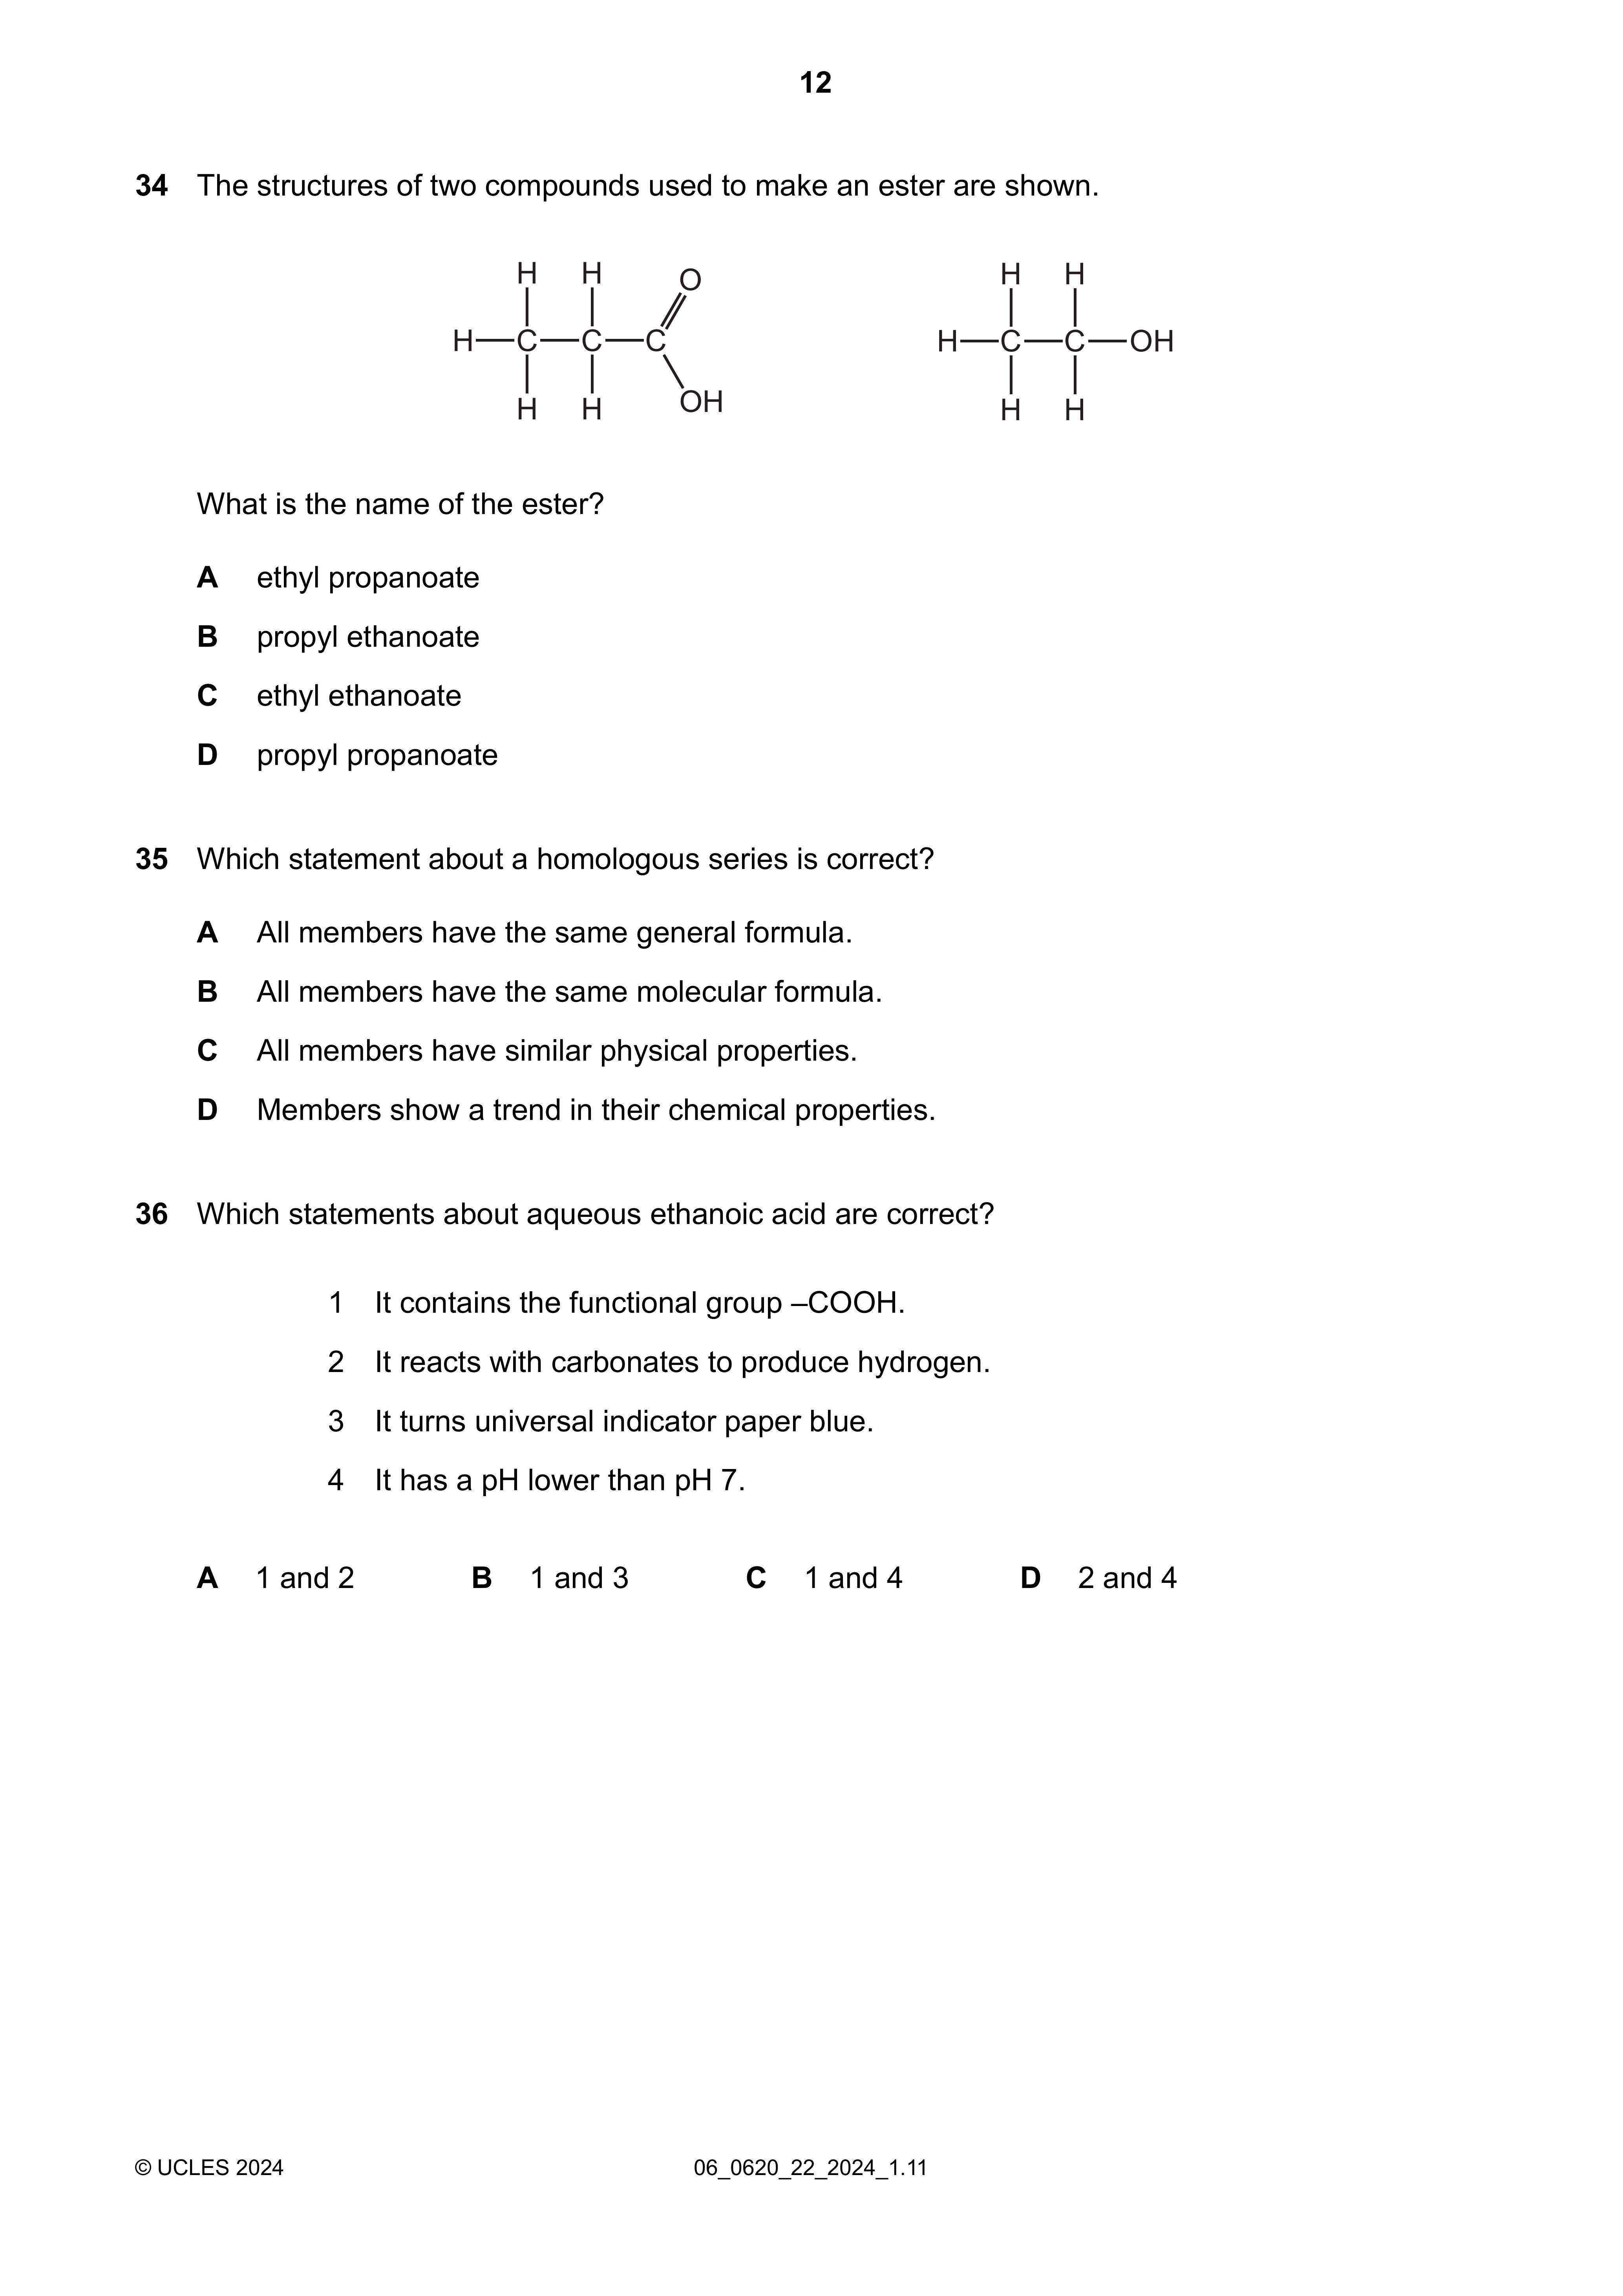 12
34 The structures of two compounds used to make an ester are shown.
H H O
H C C C
H H OH
H H
H C C OH
H H
What is the name of the ester?
A ethyl propanoate
B propyl ethanoate
C ethyl ethanoate
D propyl propanoate
35 Which statement about a homologous series is correct?
A All members have the same general formula.
B All members have the same molecular formula.
C All members have similar physical properties.
D Members show a trend in their chemical properties.
36 Which statements about aqueous ethanoic acid are correct?
1 It contains the functional group –COOH.
2 It reacts with carbonates to produce hydrogen.
3 It turns universal indicator paper blue.
4 It has a pH lower than pH 7.
A 1 and 2 B 1 and 3 C 1 and 4 D 2 and 4
© UCLES 2024 06_0620_22_2024_1.11